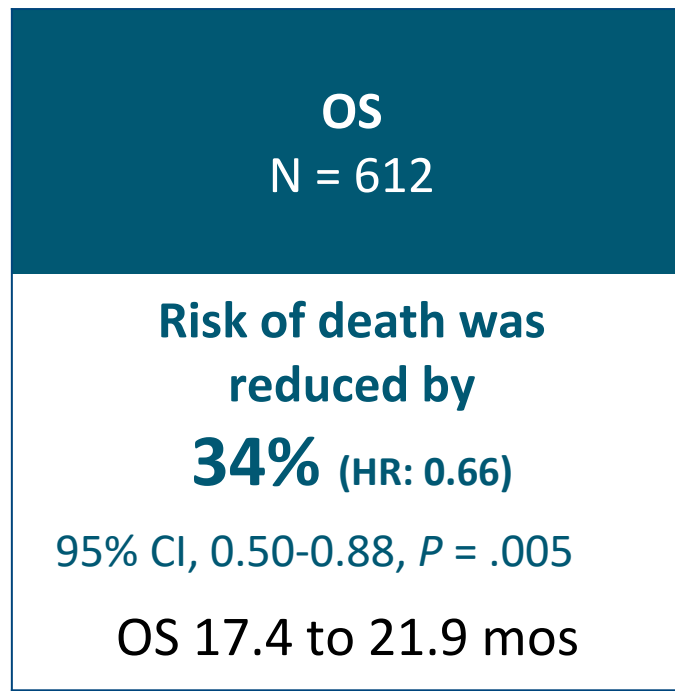 OS
N = 612
Risk of death was
reduced by
34% (HR: 0.66)
95% CI, 0.50-0.88, P = .005
OS 17.4 to 21.9 mos